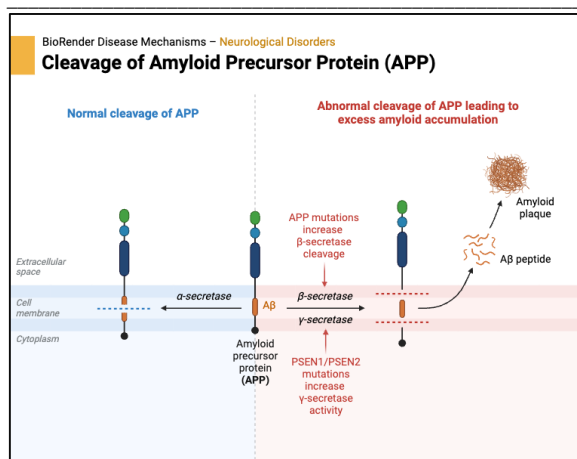 BioRender Disease Mechanisms – Neurological Disorders
Cleavage of Amyloid Precursor Protein (APP)
Normal cleavage of APP
Abnormal cleavage of APP leading to
excess amyloid accumulation
Amyloid
plaque
APP mutations
increase
β-secretase
cleavage
Aβ peptide
Extracellular
space
Cell
membrane
Cytoplasm
α-secretase
Aβ
β-secretase
γ-secretase
Amyloid
precursor
protein
(APP)
PSEN1/PSEN2
mutations
increase
γ-secretase
activity